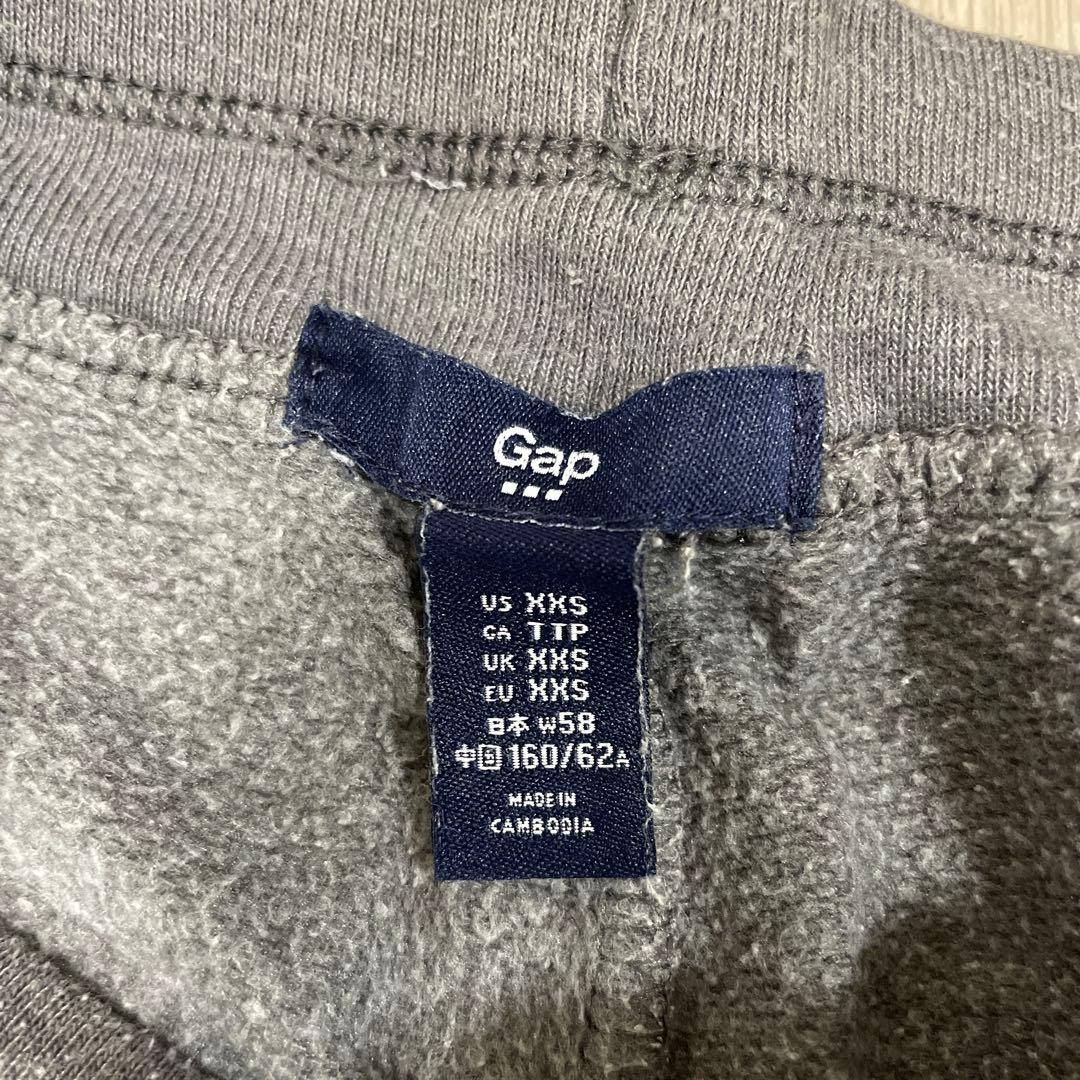 Gap
US XXS
CA TTP
UK XXS
EU XXS
日本 W58
中国 160/62A
MADE IN
CAMBODIA